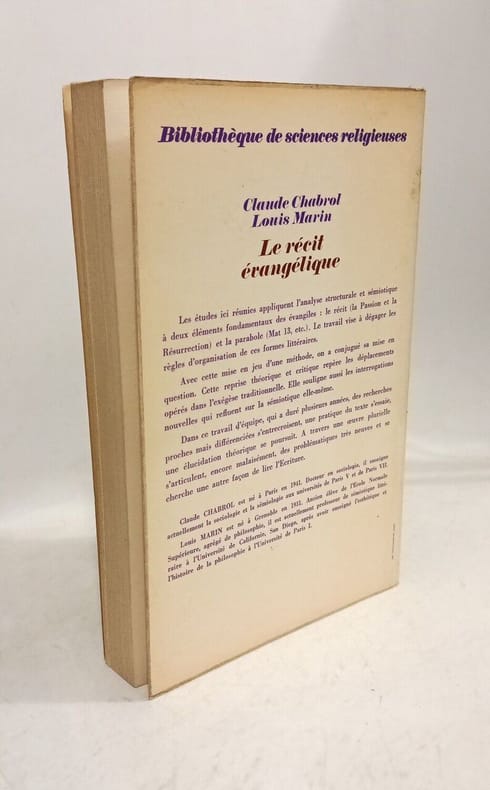 Bibliothèque de sciences religieuses
Claude Chabrol
Louis Marin
Le récit
évangélique
Les études ici réunies appliquent l'analyse structurale et sémiotique
à deux éléments fondamentaux des évangiles : le récit (la Passion et la
Résurrection) et la parabole (Mat 13, etc.). Le travail vise à dégager les
règles d'organisation de ces formes littéraires.
Avec cette mise en jeu d'une méthode, on a conjugué sa mise en
question. Cette reprise théorique et critique repère les déplacements
opérés dans l'exégèse traditionnelle. Elle souligne aussi les interrogations
nouvelles qui refluent sur la sémiotique elle-même.
Dans ce travail d'équipe, qui a duré plusieurs années, des recherches
proches mais différenciées s'entrecroisent, une pratique du texte s'essaie,
une élucidation théorique se poursuit. A travers une œuvre plurielle
s'articulent, encore malaisément, des problématiques très neuves et se
cherche une autre façon de lire l'Ecriture.
Claude CHABROL est né à Paris en 1941. Docteur en sociologie, il enseigne
actuellement la sociologie et la sémiologie aux universités de Paris V et de Paris VII.
Louis MARIN est né à Grenoble en 1931. Ancien élève de l'Ecole Normale
Supérieure, agrégé de philosophie, il est actuellement professeur de sémiotique litté-
raire à l'Université de Californie, San Diego, après avoir enseigné l'esthétique et
l'histoire de la philosophie à l'Université de Paris I.